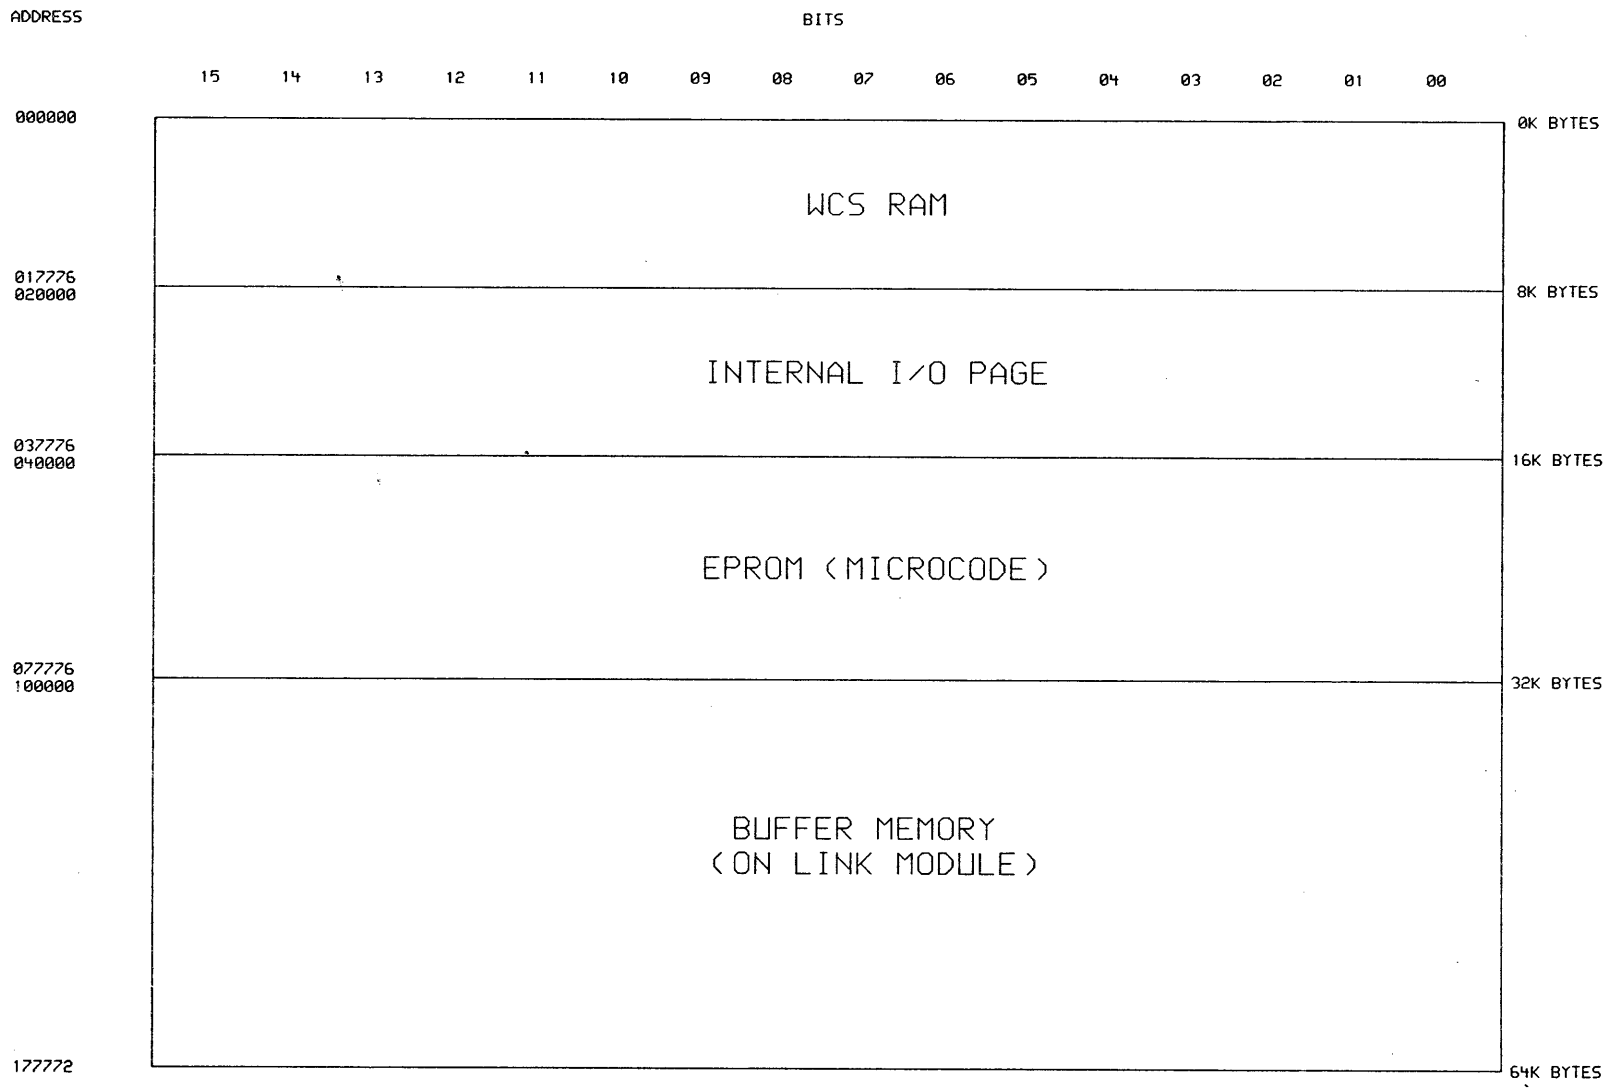 ADDRESS BITS
15 14 13 12 11 10 09 08 07 06 05 04 03 02 01 00
000000 0K BYTES
WCS RAM
017776
020000 8K BYTES
INTERNAL I/O PAGE
037776
040000 16K BYTES
EPROM (MICROCODE)
077776
100000 32K BYTES
BUFFER MEMORY
(ON LINK MODULE)
177772 64K BYTES